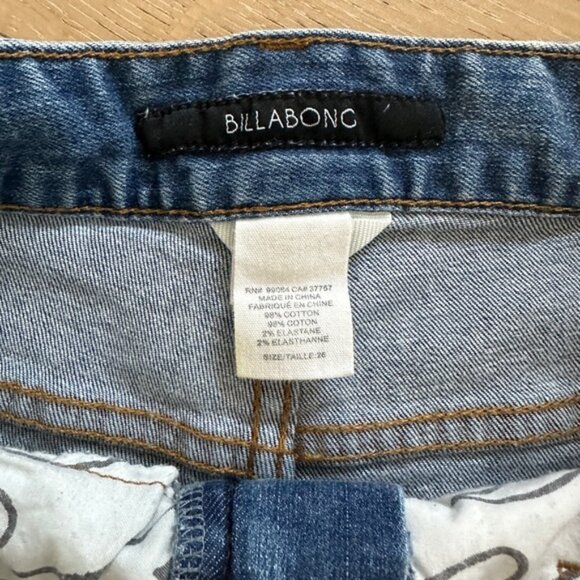 BILLABONG
RN# 99084 CA# 37757
MADE IN CHINA
FABRIQUÉ EN CHINE
98% COTTON
98% COTON
2% ELASTANE
2% ELASTHANNE
SIZE/TAILLE: 26